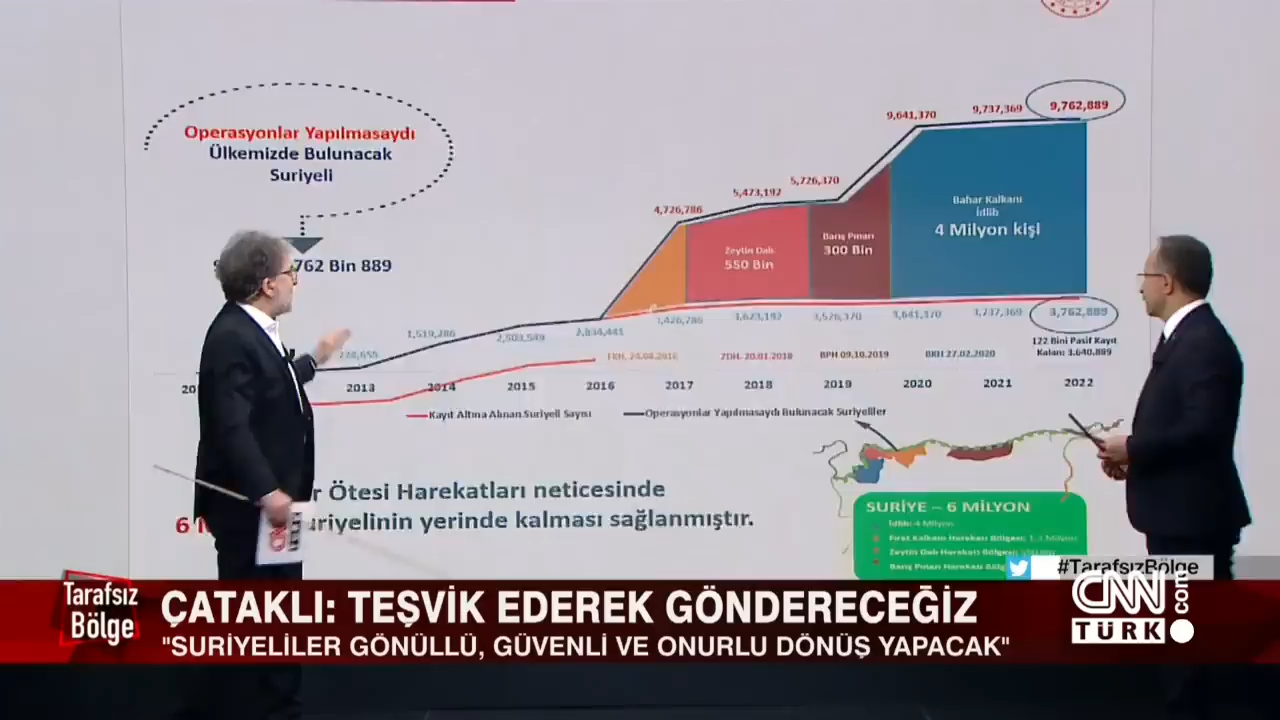 Operasyonlar Yapılmasaydı
Ülkemizde Bulunacak
Suriyeli
762 Bin 889
9,762,889
9,737,369
9,641,370
5,726,370
5,473,192
4,726,786
Bahar Kalkanı
İdlib
4 Milyon kişi
Barış Pınarı
300 Bin
Zeytin Dalı
550 Bin
1,519,286
2,503,549
2,834,441
3,426,786
3,623,192
3,576,370
3,641,370
3,737,369
3,762,889
122 Bini Pasif Kayıt
Kalan: 3.640.889
FKH. 24.08.2016
ZDH. 20.01.2018
BPH 09.10.2019
BKH 27.02.2020
2013 2014 2015 2016 2017 2018 2019 2020 2021 2022
Kayıt Altına Alınan Suriyeli Sayısı
Operasyonlar Yapılmasaydı Bulunacak Suriyeliler
Ötesi Harekatları neticesinde
6
yerinde kalması sağlanmıştır.
SURİYE – 6 MİLYON
İdlib: 4 Milyon
Fırat Kalkanı Harekatı Bölgesi:
Zeytin Dalı Harekatı Bölgesi:
Barış Pınarı Harekatı
#TarafsızBölge
Tarafsız
Bölge
ÇATAKLI: TEŞVİK EDEREK GÖNDERECEĞİZ
"SURİYELİLER GÖNÜLLÜ, GÜVENLİ VE ONURLU DÖNÜŞ YAPACAK"
CNN
TÜRK
.com